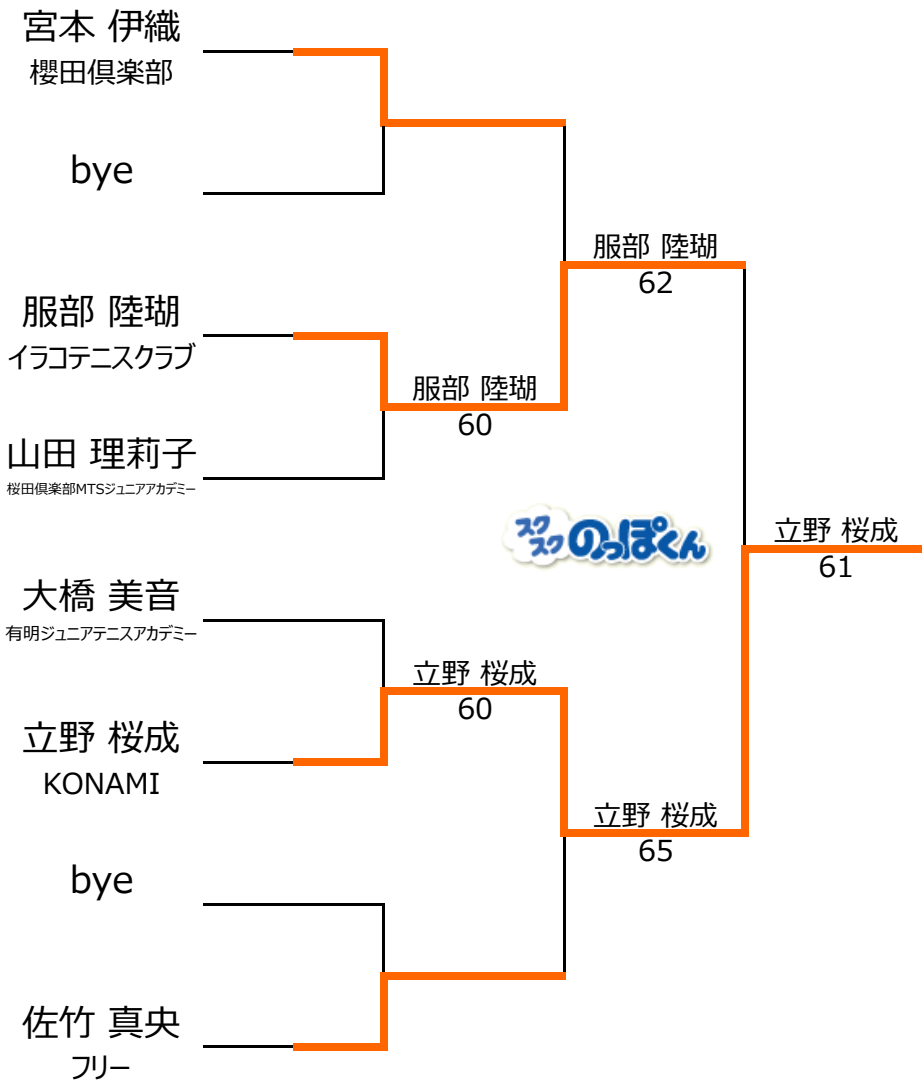 宮本 伊織
櫻田倶楽部
bye
服部 陸瑚
イラコテニスクラブ
山田 理莉子
桜田倶楽部MTSジュニアアカデミー
大橋 美音
有明ジュニアテニスアカデミー
立野 桜成
KONAMI
bye
佐竹 真央
フリー
服部 陸瑚
60
立野 桜成
60
服部 陸瑚
62
立野 桜成
65
スクスクのっぽくん
立野 桜成
61